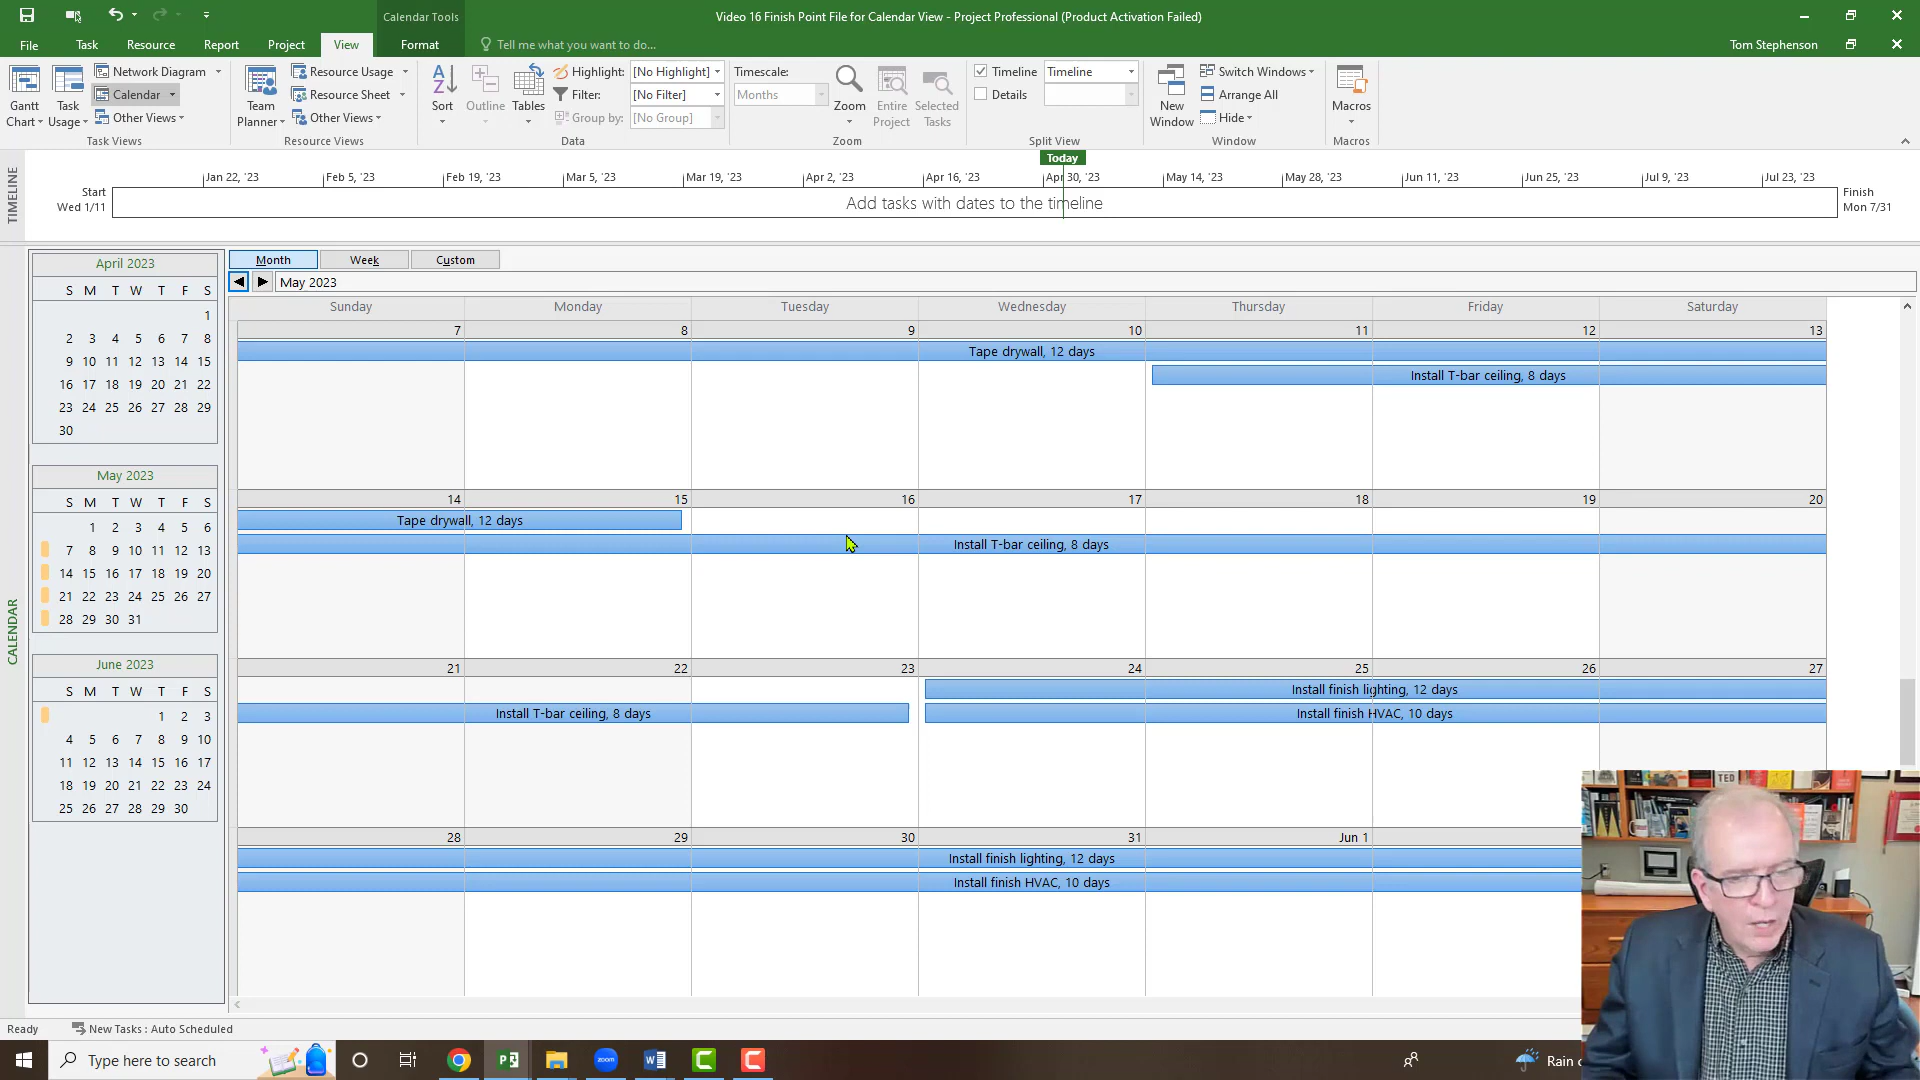 Calendar Tools
Video 16 Finish Point File for Calendar View - Project Professional (Product Activation Failed)
File Task Resource Report Project View Format Tell me what you want to do... Tom Stephenson
Gantt Chart
Task Usage
Network Diagram
Calendar
Other Views
Task Views
Team Planner
Resource Usage
Resource Sheet
Other Views
Resource Views
Sort
Outline
Tables
Highlight: [No Highlight]
Filter: [No Filter]
Group by: [No Group]
Data
Timescale:
Months
Zoom
Entire Project
Selected Tasks
Zoom
Timeline Timeline
Details
Split View
New Window
Switch Windows
Arrange All
Hide
Window
Macros
Macros
TIMELINE
Today
Jan 22, '23 Feb 5, '23 Feb 19, '23 Mar 5, '23 Mar 19, '23 Apr 2, '23 Apr 16, '23 Apr 30, '23 May 14, '23 May 28, '23 Jun 11, '23 Jun 25, '23 Jul 9, '23 Jul 23, '23
Start
Wed 1/11
Add tasks with dates to the timeline
Finish
Mon 7/31
CALENDAR
April 2023
S M T W T F S
1
2 3 4 5 6 7 8
9 10 11 12 13 14 15
16 17 18 19 20 21 22
23 24 25 26 27 28 29
30
May 2023
S M T W T F S
1 2 3 4 5 6
7 8 9 10 11 12 13
14 15 16 17 18 19 20
21 22 23 24 25 26 27
28 29 30 31
June 2023
S M T W T F S
1 2 3
4 5 6 7 8 9 10
11 12 13 14 15 16 17
18 19 20 21 22 23 24
25 26 27 28 29 30
Month Week Custom
May 2023
Sunday Monday Tuesday Wednesday Thursday Friday Saturday
7 8 9 10 11 12 13
Tape drywall, 12 days
Install T-bar ceiling, 8 days
14 15 16 17 18 19 20
Tape drywall, 12 days
Install T-bar ceiling, 8 days
21 22 23 24 25 26 27
Install finish lighting, 12 days
Install T-bar ceiling, 8 days Install finish HVAC, 10 days
28 29 30 31 Jun 1
Install finish lighting, 12 days
Install finish HVAC, 10 days
TED
Ready New Tasks : Auto Scheduled
Type here to search
Rain